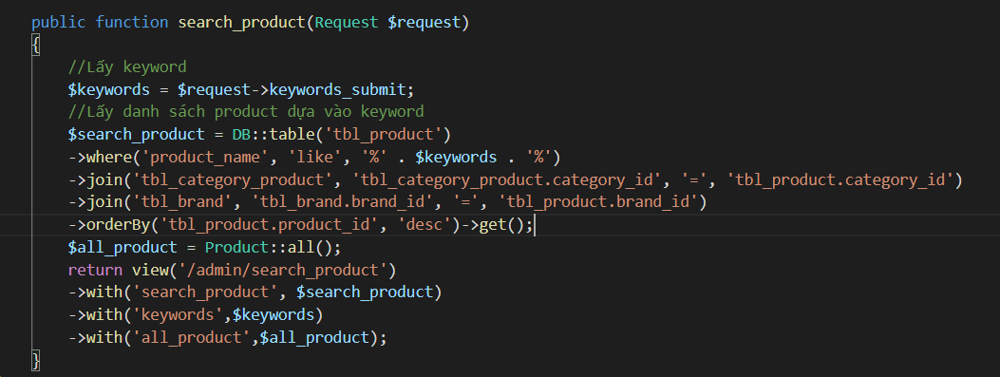 public function search_product(Request $request)
{
//Lấy keyword
$keywords = $request->keywords_submit;
//Lấy danh sách product dựa vào keyword
$search_product = DB::table('tbl_product')
->where('product_name', 'like', '%' . $keywords . '%')
->join('tbl_category_product', 'tbl_category_product.category_id', '=', 'tbl_product.category_id')
->join('tbl_brand', 'tbl_brand.brand_id', '=', 'tbl_product.brand_id')
->orderBy('tbl_product.product_id', 'desc')->get();
$all_product = Product::all();
return view('/admin/search_product')
->with('search_product', $search_product)
->with('keywords',$keywords)
->with('all_product',$all_product);
}